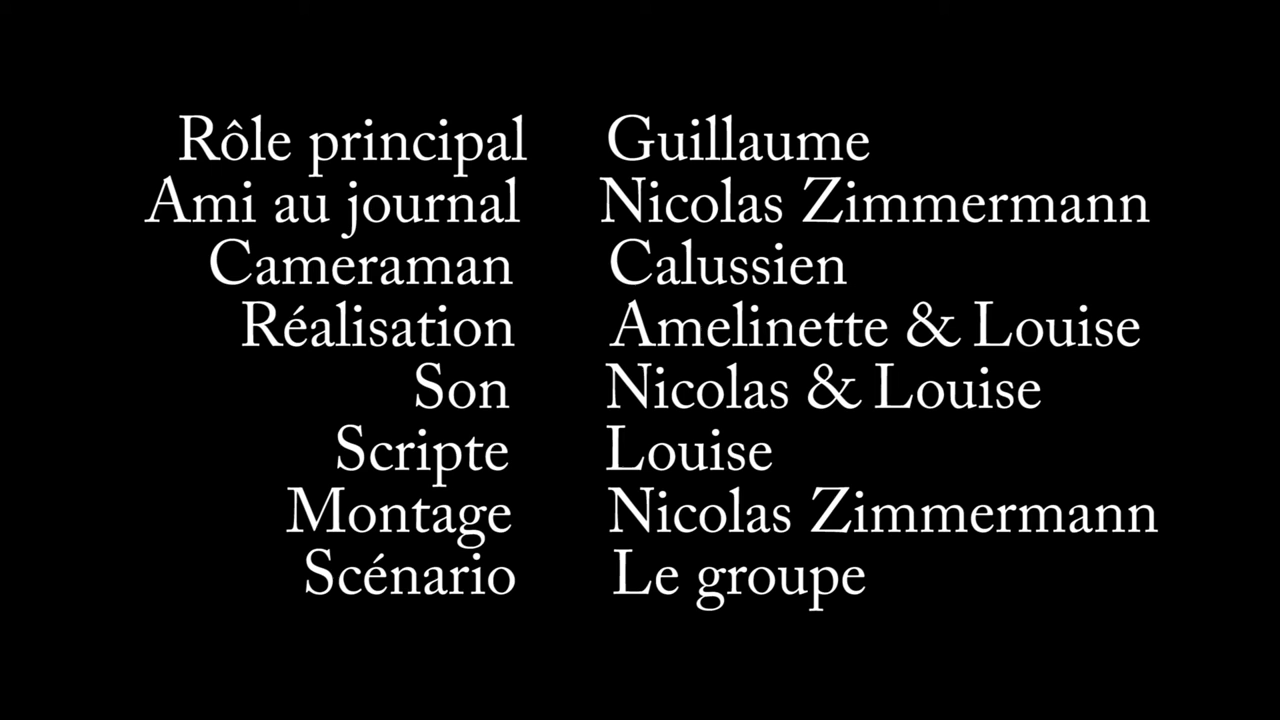 Rôle principal Guillaume
Ami au journal Nicolas Zimmermann
Cameraman Calussien
Réalisation Amelinette & Louise
Son Nicolas & Louise
Scripte Louise
Montage Nicolas Zimmermann
Scénario Le groupe